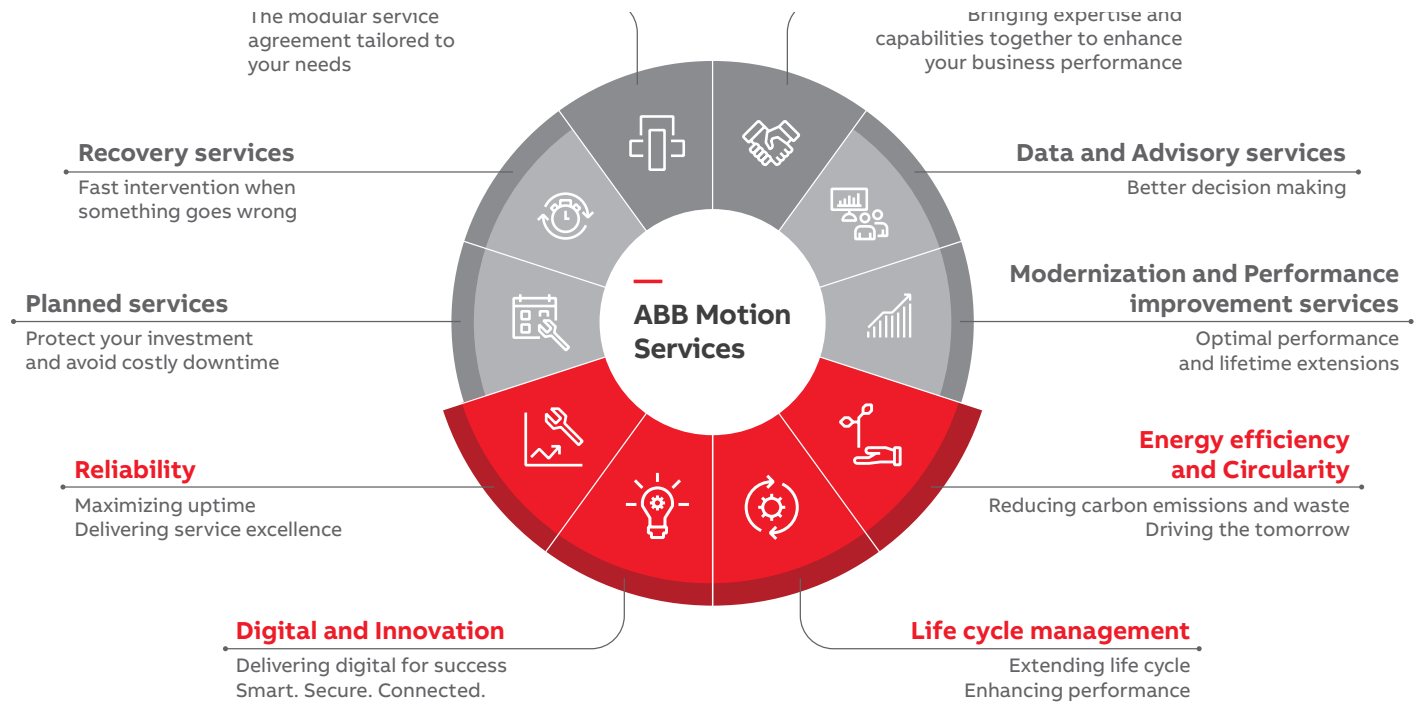 The modular service
agreement tailored to
your needs
Bringing expertise and
capabilities together to enhance
your business performance
Recovery services
Fast intervention when
something goes wrong
Data and Advisory services
Better decision making
Planned services
Protect your investment
and avoid costly downtime
ABB Motion
Services
Modernization and Performance
improvement services
Optimal performance
and lifetime extensions
Reliability
Maximizing uptime
Delivering service excellence
Energy efficiency
and Circularity
Reducing carbon emissions and waste
Driving the tomorrow
Digital and Innovation
Delivering digital for success
Smart. Secure. Connected.
Life cycle management
Extending life cycle
Enhancing performance